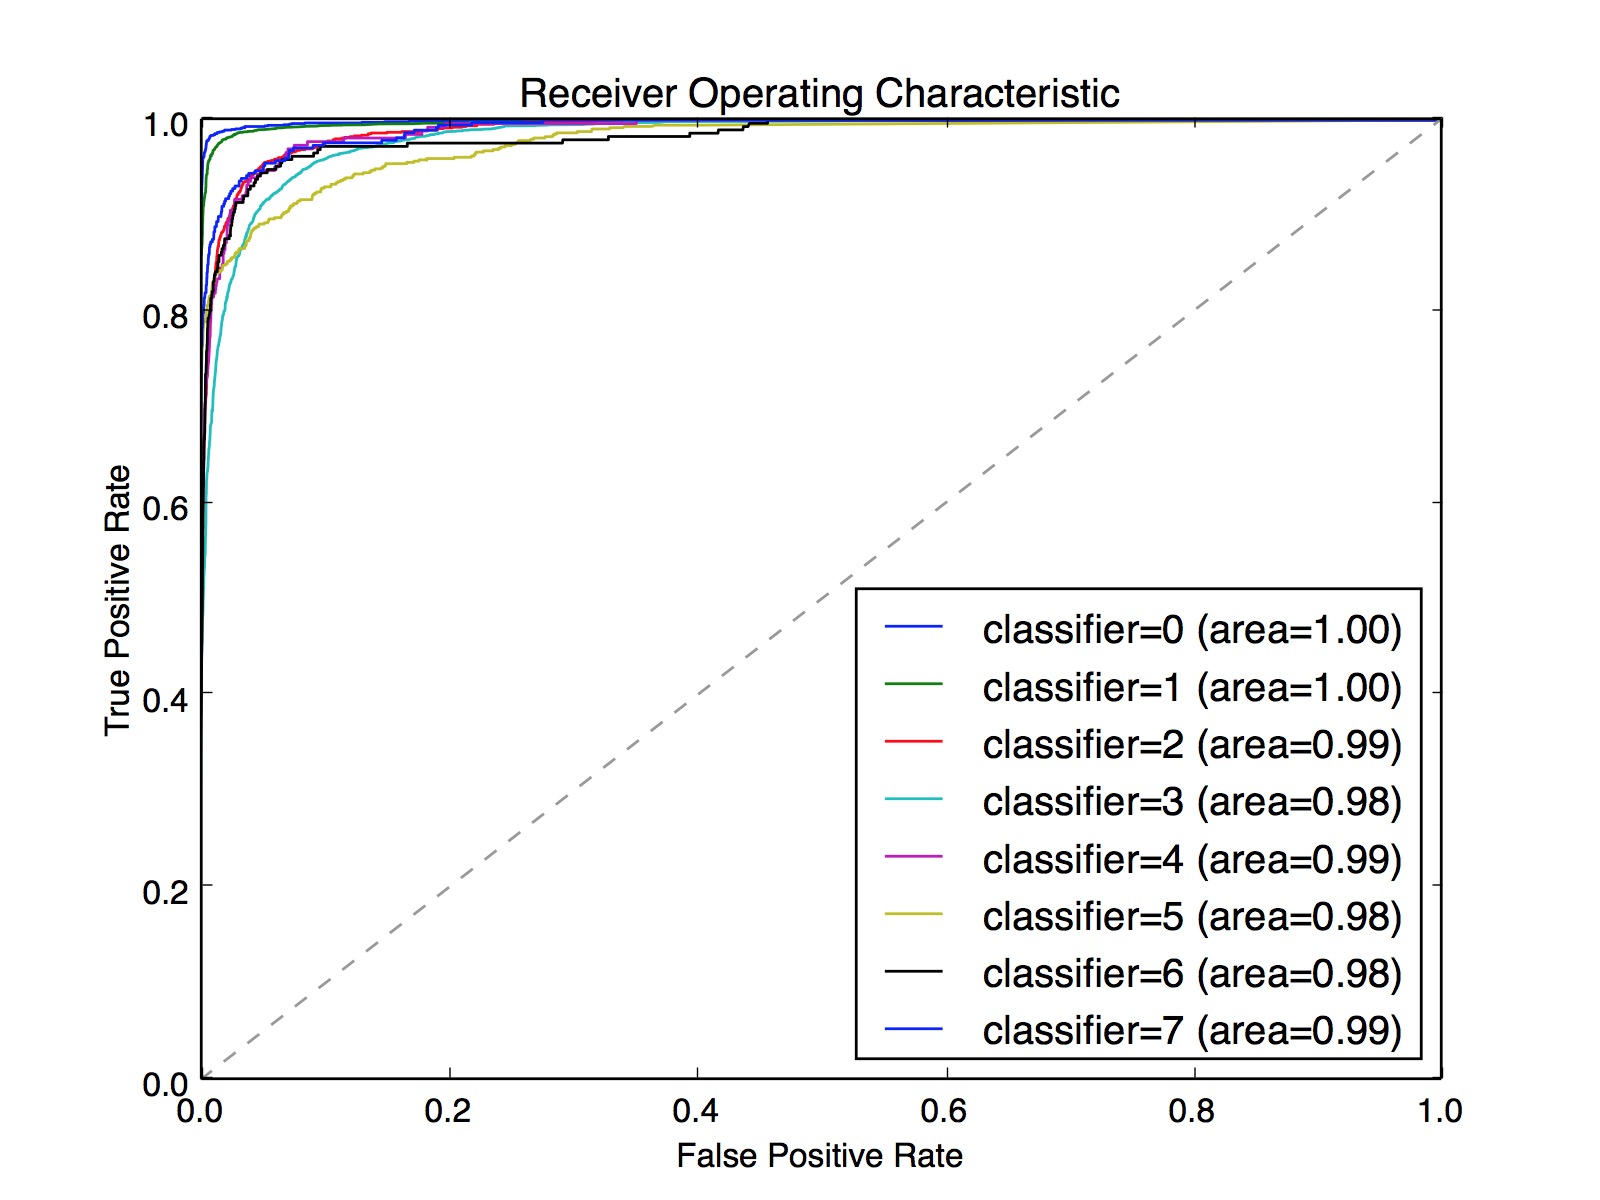 Receiver Operating Characteristic
1.0
0.8
0.6
0.4
0.2
0.0
True Positive Rate
classifier=0 (area=1.00)
classifier=1 (area=1.00)
classifier=2 (area=0.99)
classifier=3 (area=0.98)
classifier=4 (area=0.99)
classifier=5 (area=0.98)
classifier=6 (area=0.98)
classifier=7 (area=0.99)
0.0 0.2 0.4 0.6 0.8 1.0
False Positive Rate